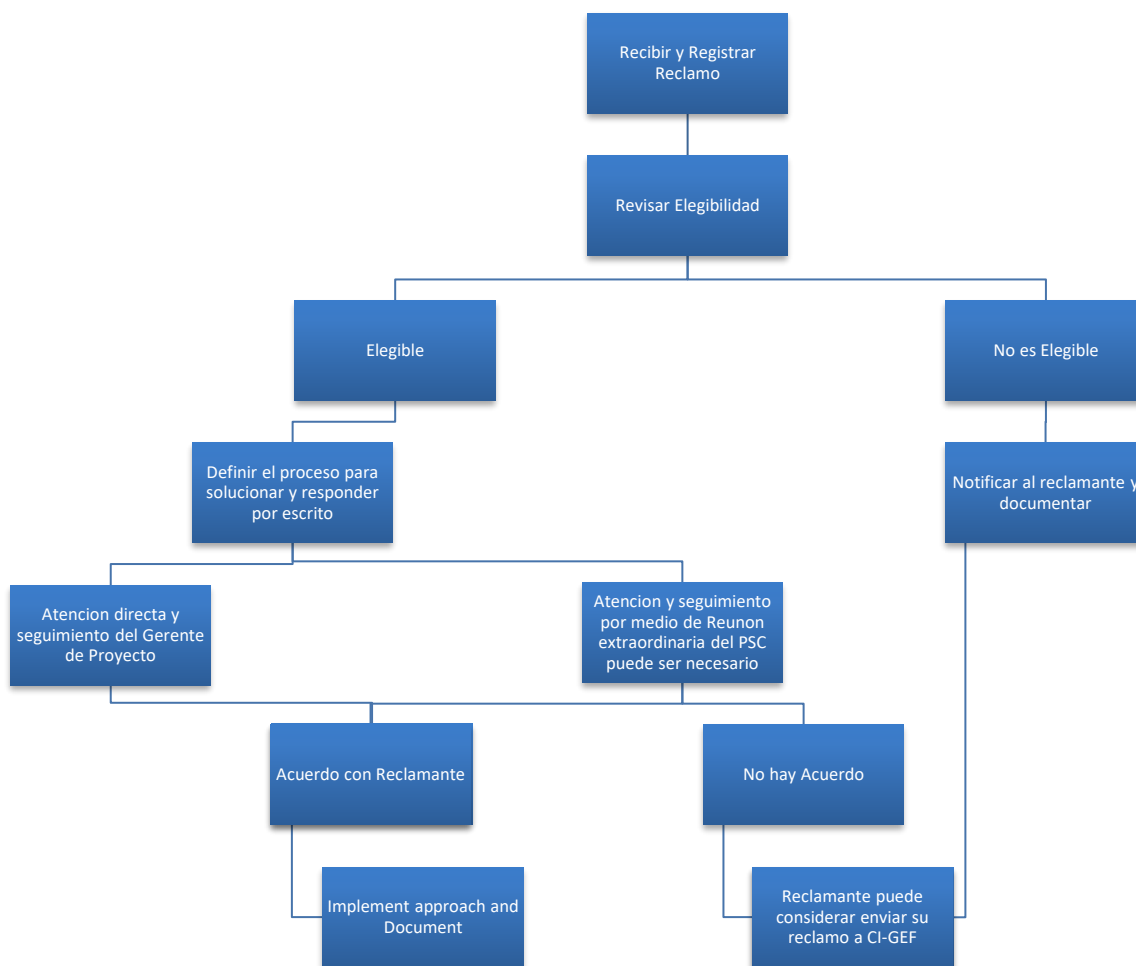 Recibir y Registrar
Reclamo
Revisar Elegibilidad
Elegible
No es Elegible
Definir el proceso para
solucionar y responder
por escrito
Notificar al reclamante y
documentar
Atencion directa y
seguimiento del Gerente
de Proyecto
Atencion y seguimiento
por medio de Reunon
extraordinaria del PSC
puede ser necesario
Acuerdo con Reclamante
No hay Acuerdo
Implement approach and
Document
Reclamante puede
considerar enviar su
reclamo a CI-GEF